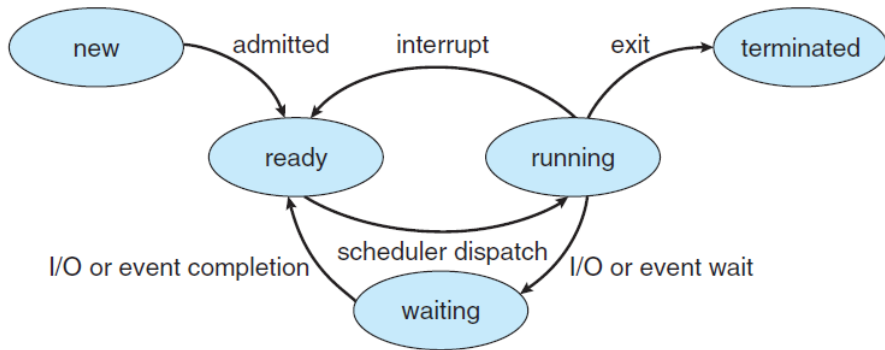 new
admitted
interrupt
exit
terminated
ready
running
scheduler dispatch
I/O or event completion
I/O or event wait
waiting